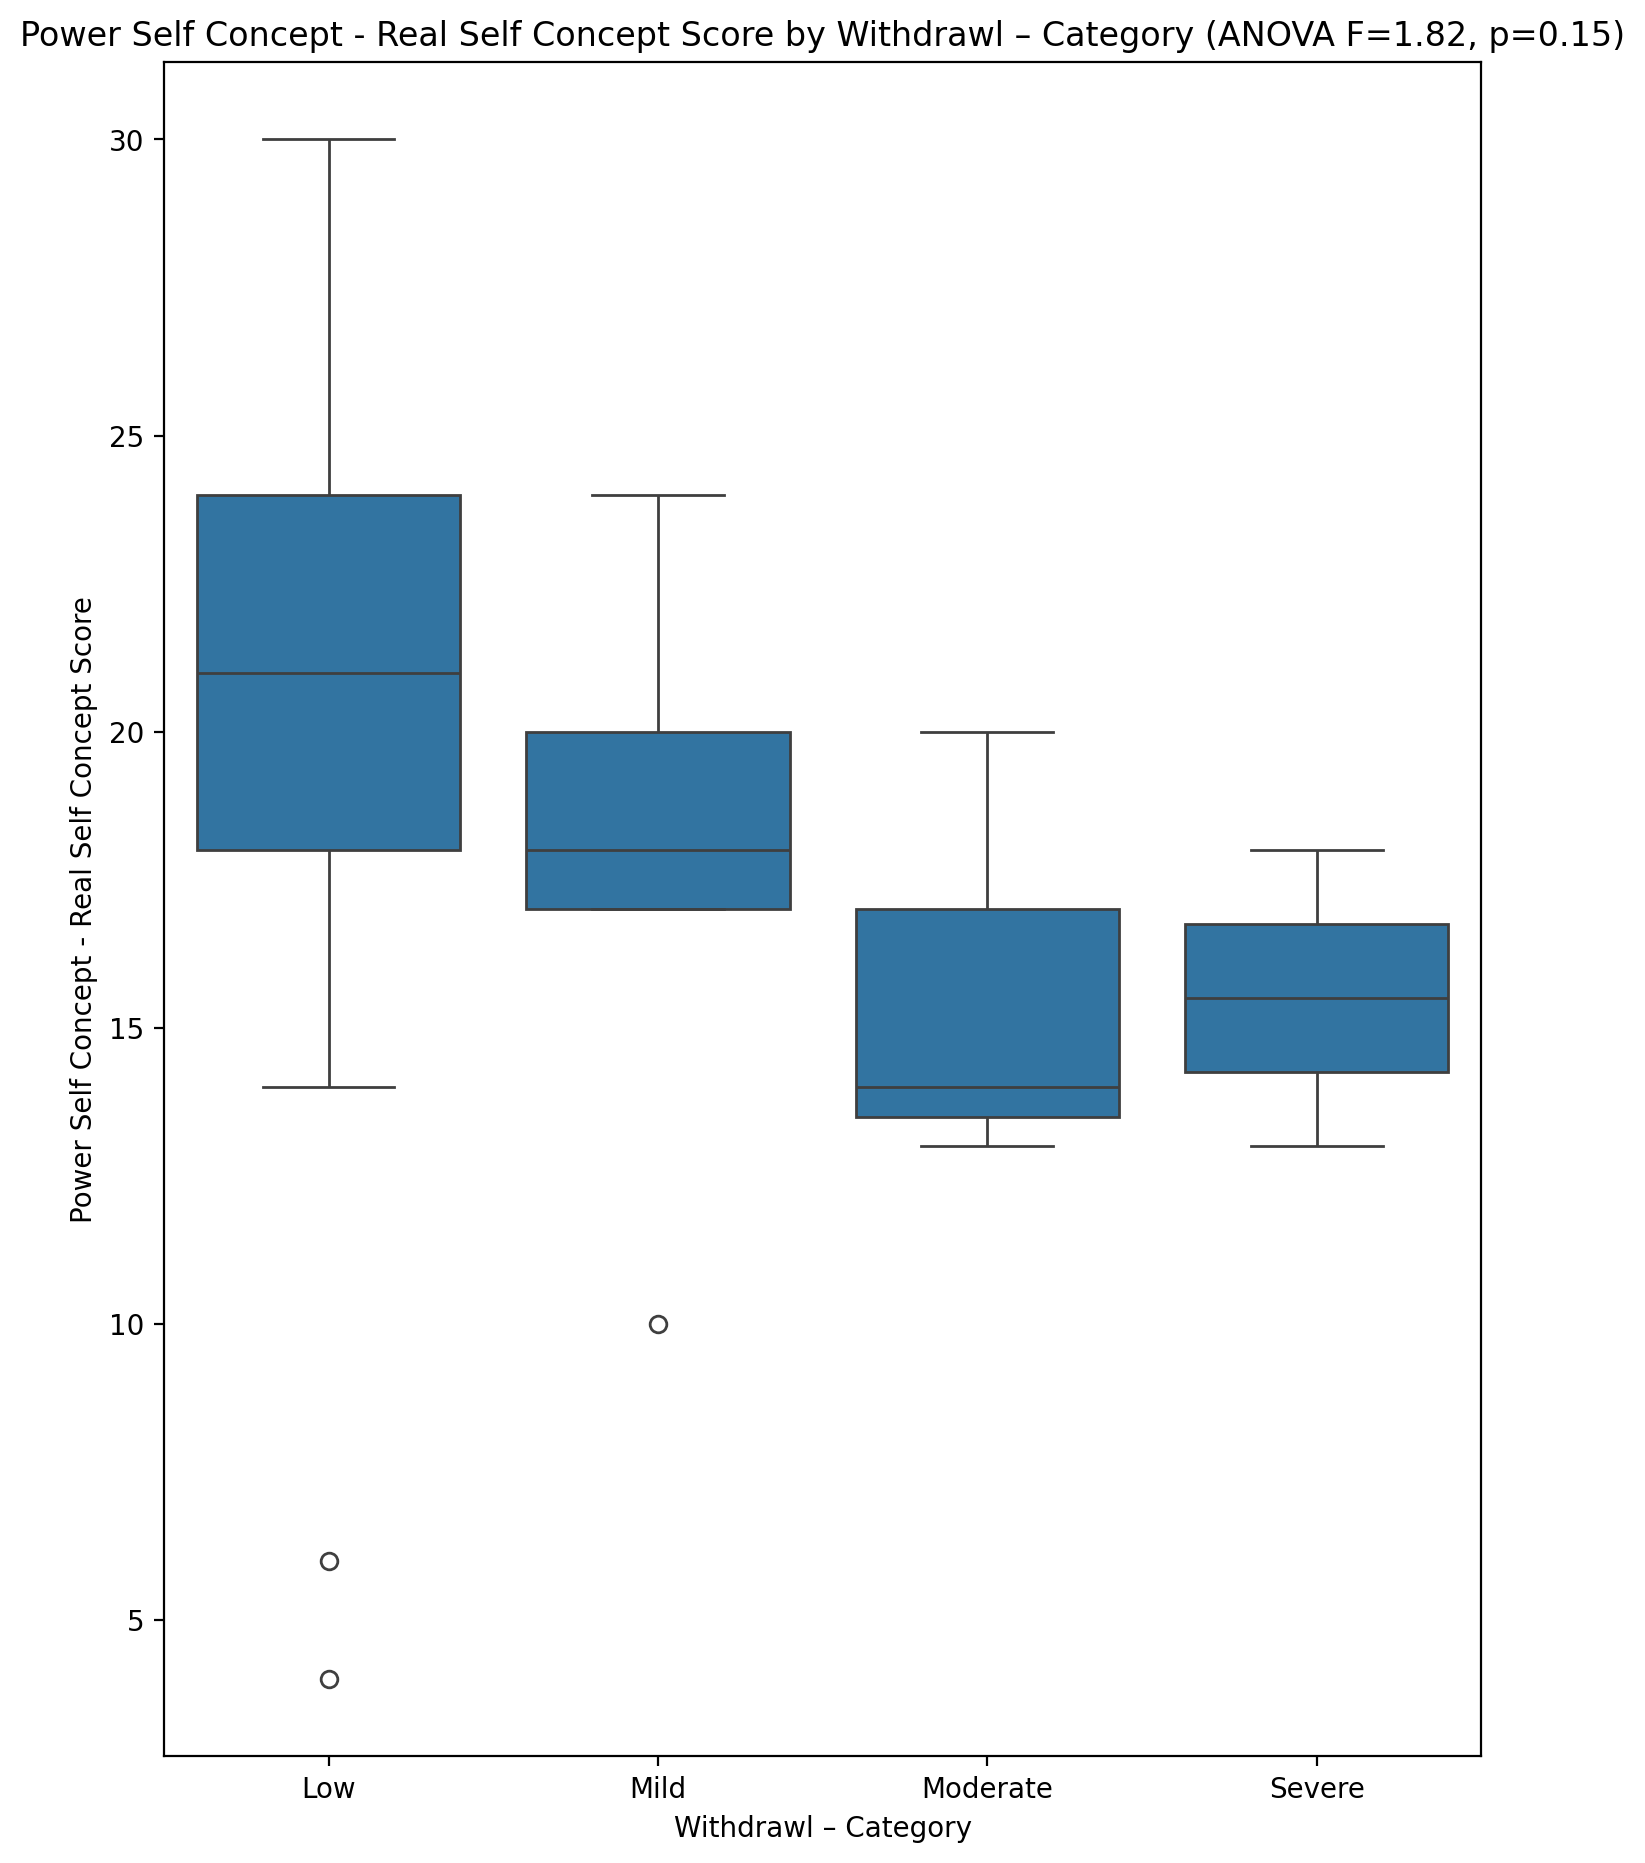 Power Self Concept - Real Self Concept Score by Withdrawl – Category (ANOVA F=1.82, p=0.15)
Power Self Concept - Real Self Concept Score
30
25
20
15
10
5
Low Mild Moderate Severe
Withdrawl – Category